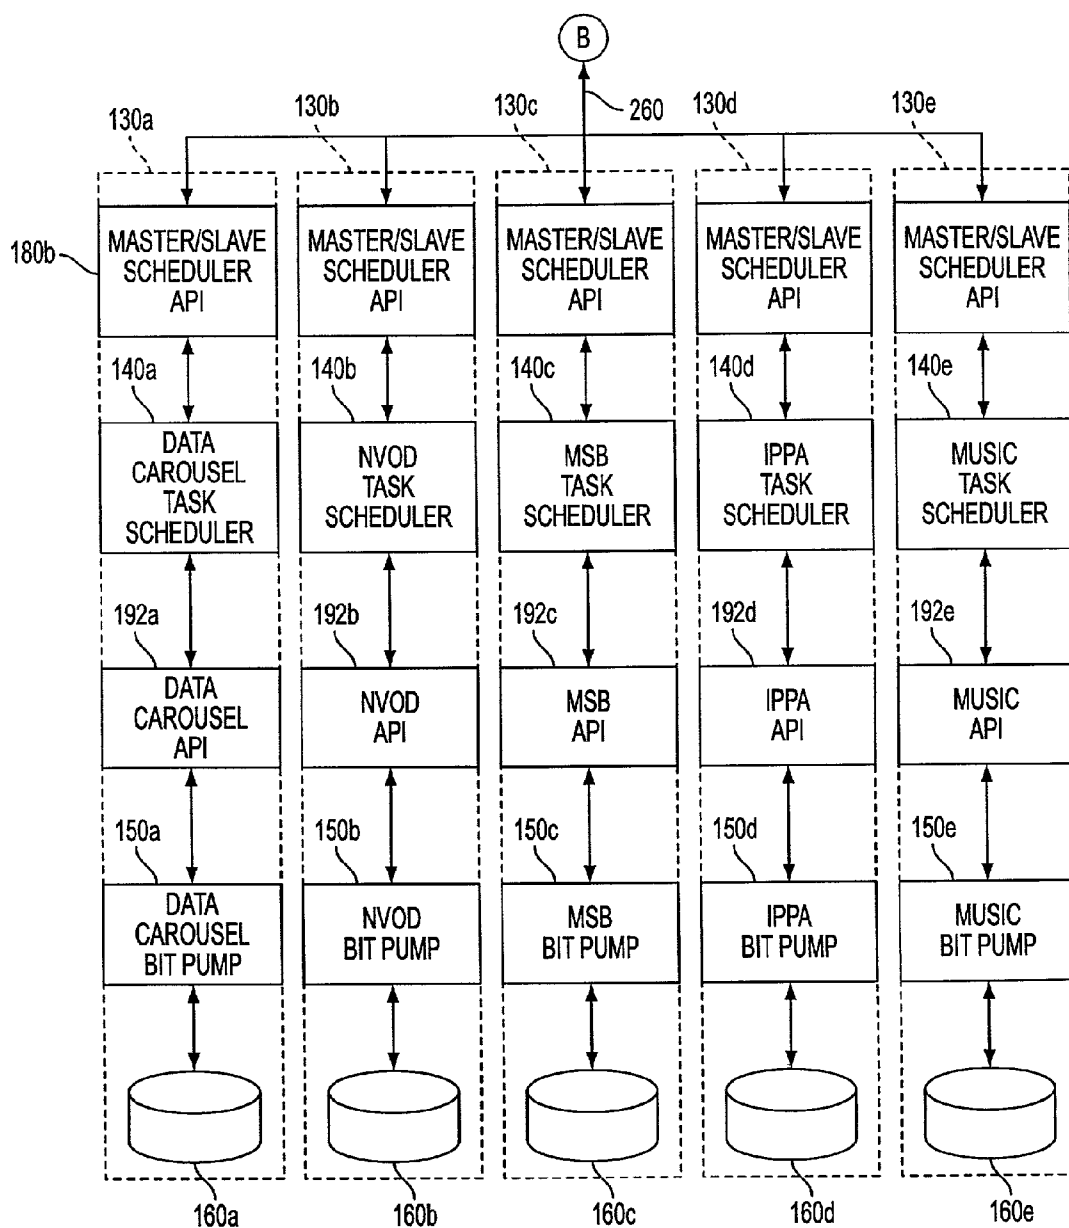 B
260
130a
130b
130c
130d
130e
180b
MASTER/SLAVE
SCHEDULER
API
MASTER/SLAVE
SCHEDULER
API
MASTER/SLAVE
SCHEDULER
API
MASTER/SLAVE
SCHEDULER
API
MASTER/SLAVE
SCHEDULER
API
140a
140b
140c
140d
140e
DATA
CAROUSEL
TASK
SCHEDULER
NVOD
TASK
SCHEDULER
MSB
TASK
SCHEDULER
IPPA
TASK
SCHEDULER
MUSIC
TASK
SCHEDULER
192a
192b
192c
192d
192e
DATA
CAROUSEL
API
NVOD
API
MSB
API
IPPA
API
MUSIC
API
150a
150b
150c
150d
150e
DATA
CAROUSEL
BIT PUMP
NVOD
BIT PUMP
MSB
BIT PUMP
IPPA
BIT PUMP
MUSIC
BIT PUMP
160a
160b
160c
160d
160e